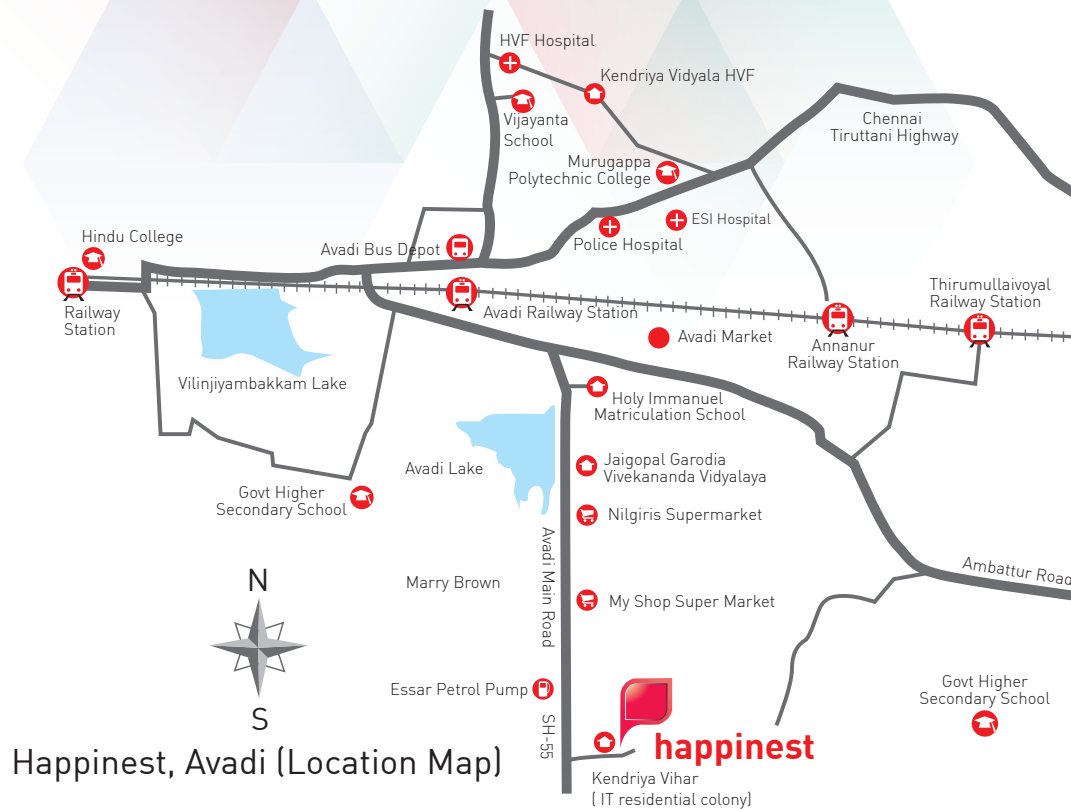 HVF Hospital
Kendriya Vidyala HVF
Vijayanta
School
Chennai
Tiruttani Highway
Murugappa
Polytechnic College
ESI Hospital
Police Hospital
Hindu College
Avadi Bus Depot
Railway
Station
Avadi Railway Station
Thirumullaivoyal
Railway Station
Avadi Market
Annanur
Railway Station
Vilinjiyambakkam Lake
Holy Immanuel
Matriculation School
Avadi Lake
Jaigopal Garodia
Vivekananda Vidyalaya
Govt Higher
Secondary School
Nilgiris Supermarket
Avadi Main Road
Ambattur Road
N
S
Marry Brown
My Shop Super Market
Essar Petrol Pump
SH-55
Govt Higher
Secondary School
happinest
Kendriya Vihar
( IT residential colony)
Happinest, Avadi (Location Map)